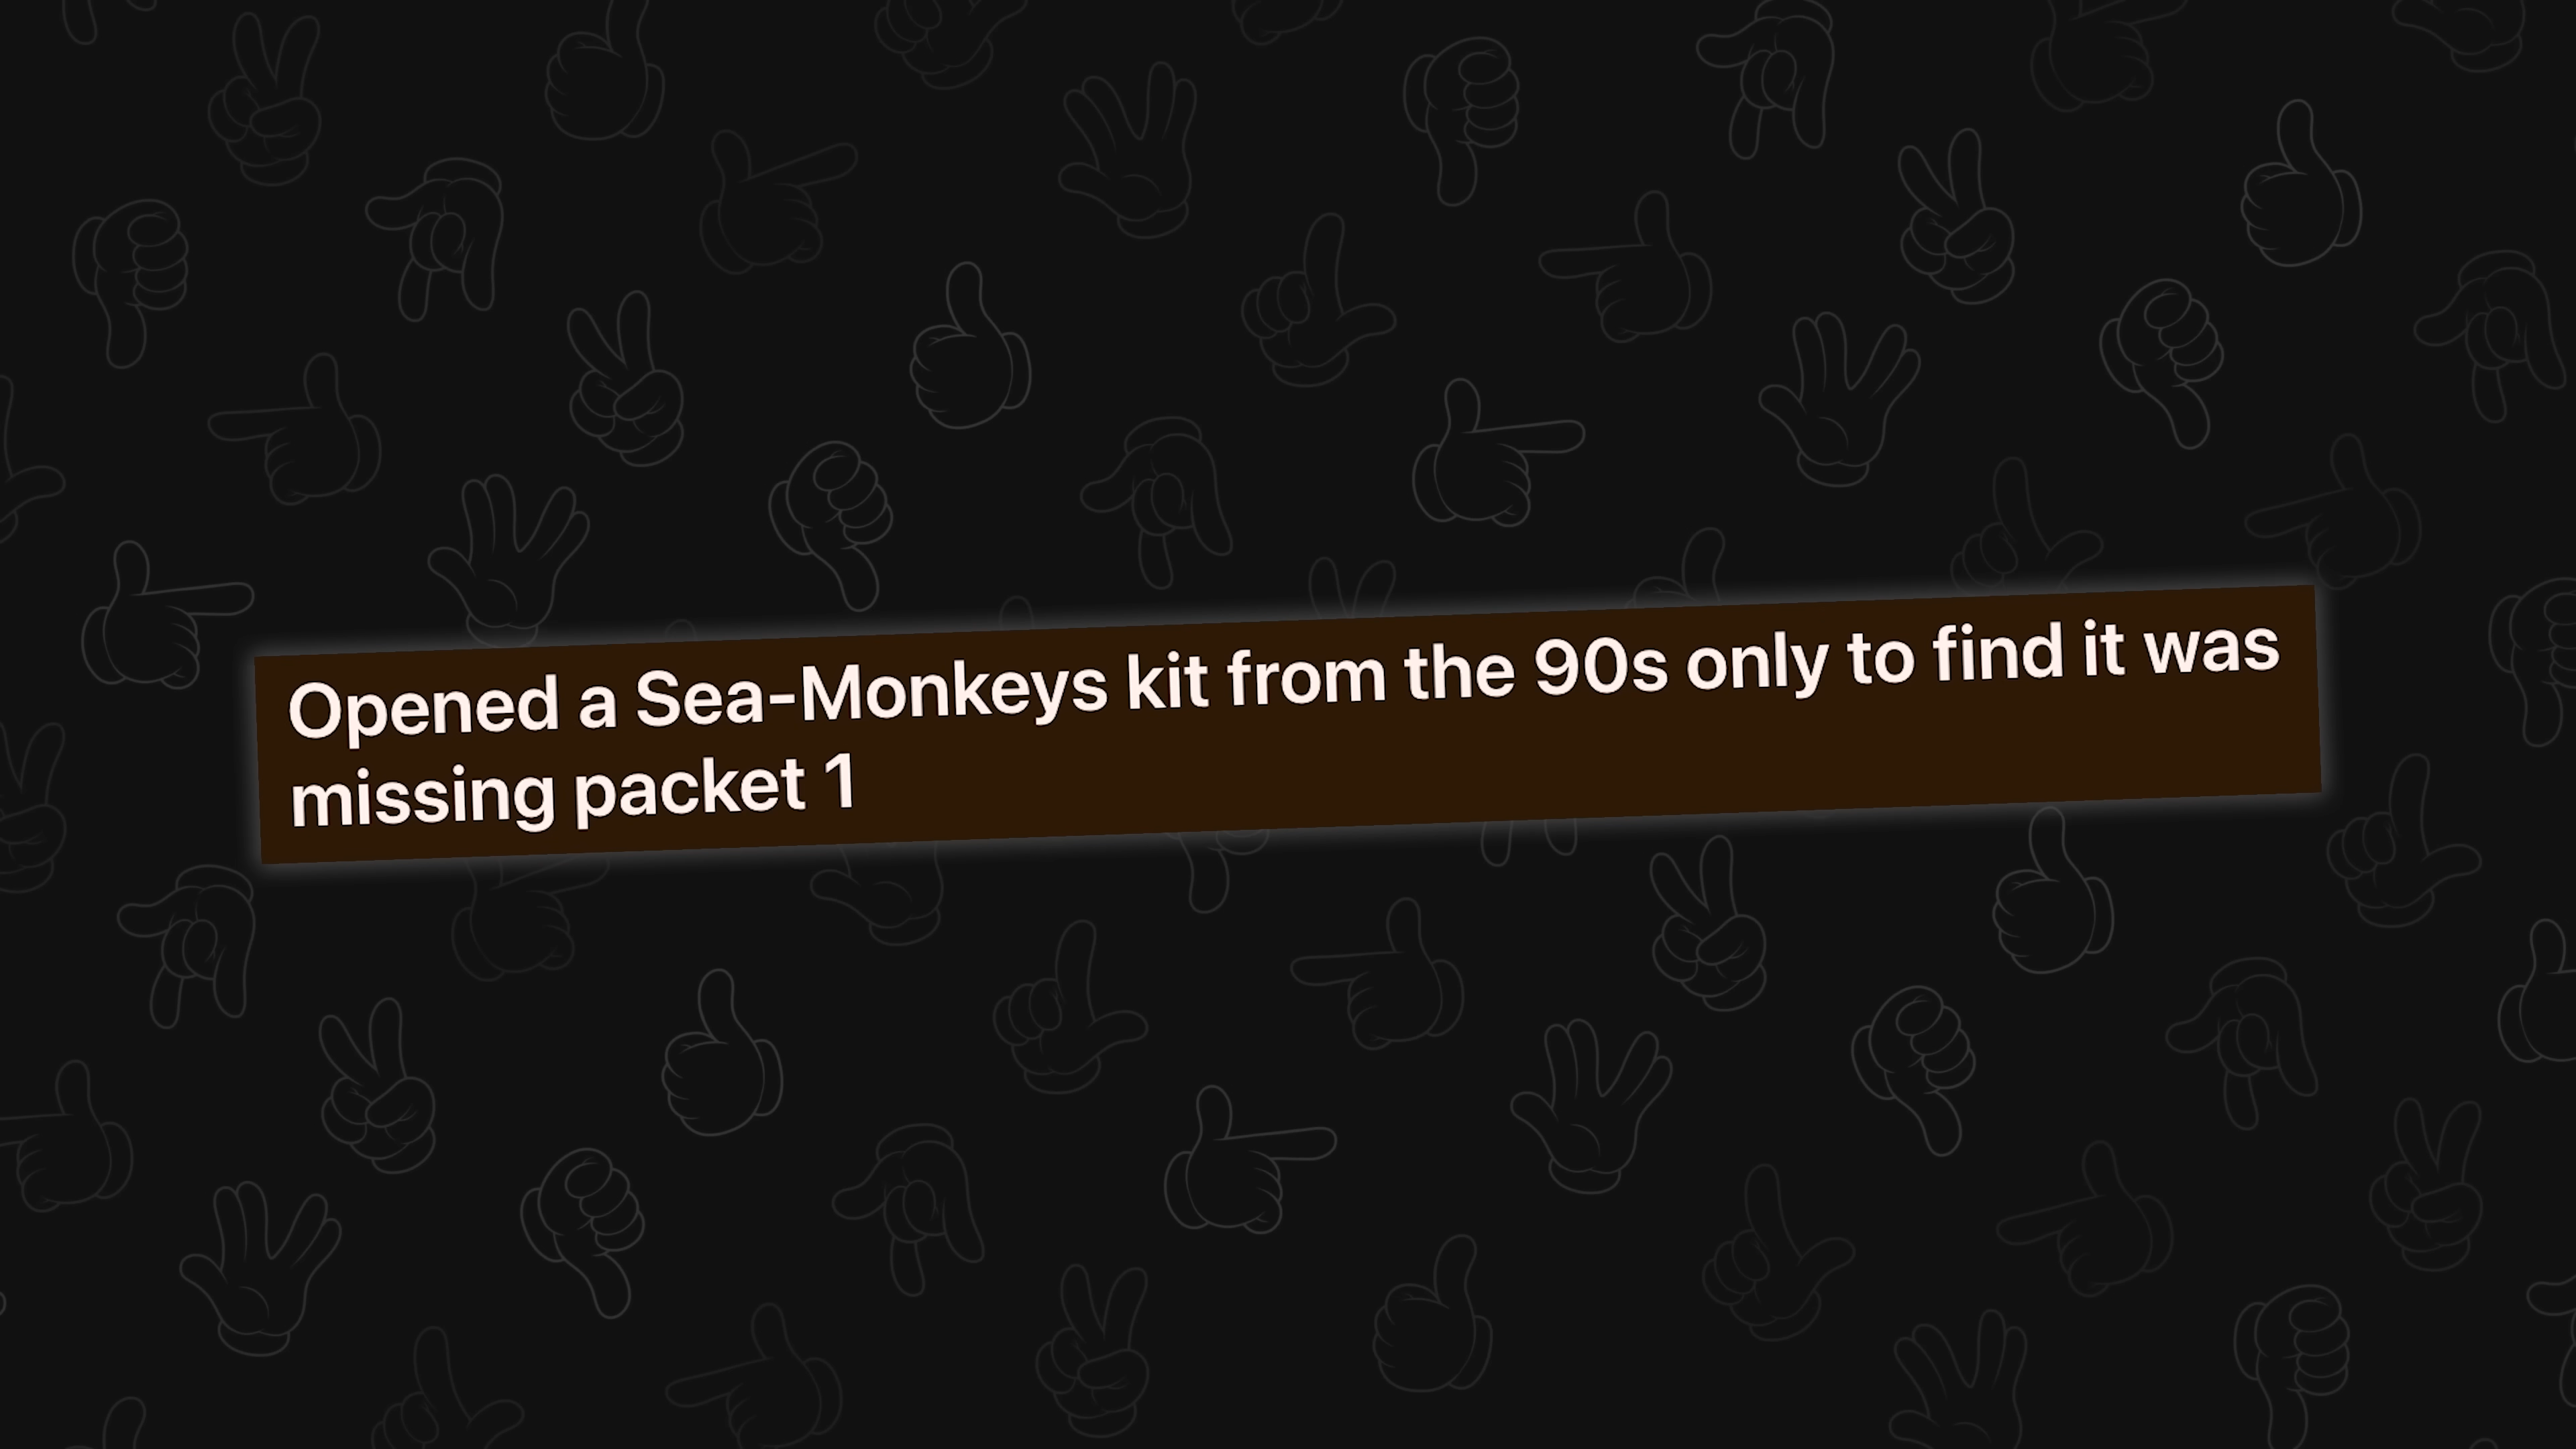 Opened a Sea-Monkeys kit from the 90s only to find it was
missing packet 1